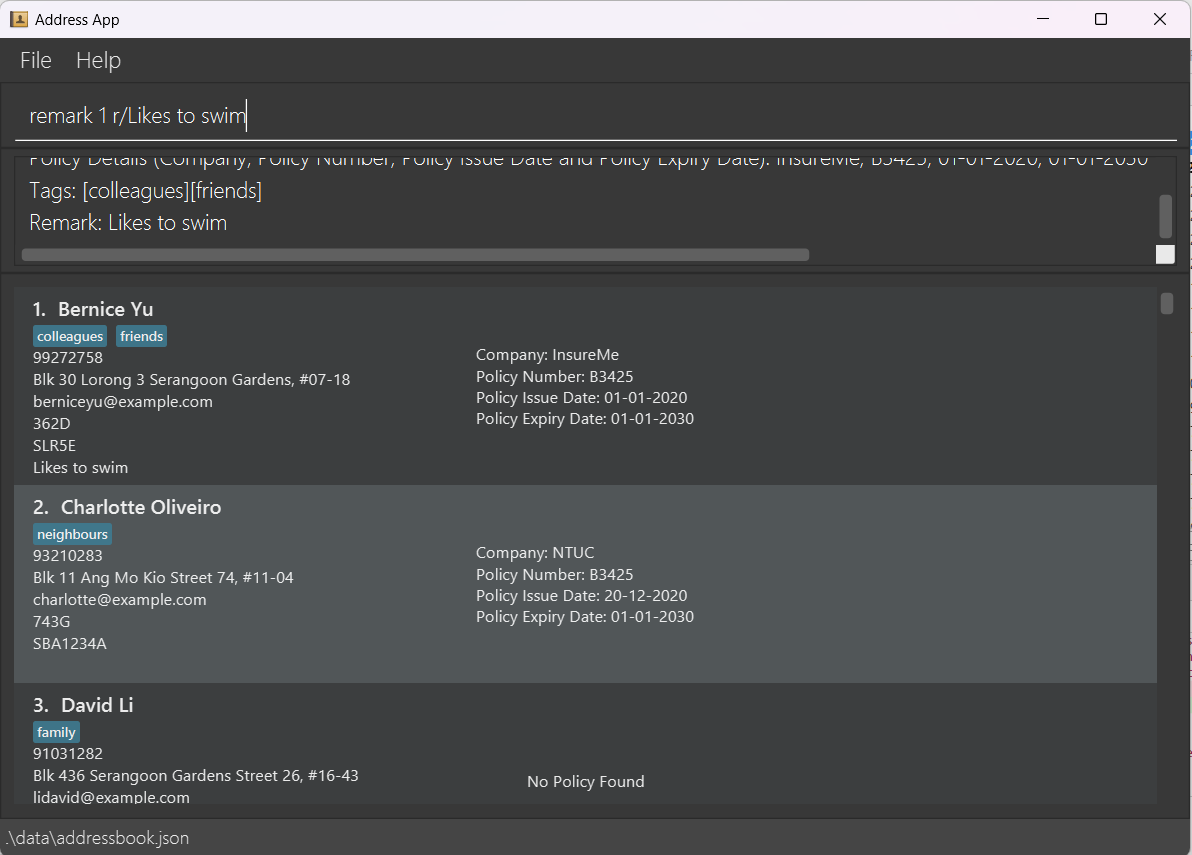 Address App
File Help
remark 1 r/Likes to swim
Policy Details (Company, Policy Number, Policy Issue Date and Policy Expiry Date): InsureMe, B3425, 01-01-2020, 01-01-2030
Tags: [colleagues][friends]
Remark: Likes to swim
1. Bernice Yu
colleagues friends
99272758
Blk 30 Lorong 3 Serangoon Gardens, #07-18
berniceyu@example.com
362D
SLR5E
Likes to swim
Company: InsureMe
Policy Number: B3425
Policy Issue Date: 01-01-2020
Policy Expiry Date: 01-01-2030
2. Charlotte Oliveiro
neighbours
93210283
Blk 11 Ang Mo Kio Street 74, #11-04
charlotte@example.com
743G
SBA1234A
Company: NTUC
Policy Number: B3425
Policy Issue Date: 20-12-2020
Policy Expiry Date: 01-01-2030
3. David Li
family
91031282
Blk 436 Serangoon Gardens Street 26, #16-43
lidavid@example.com
No Policy Found
.\data\addressbook.json